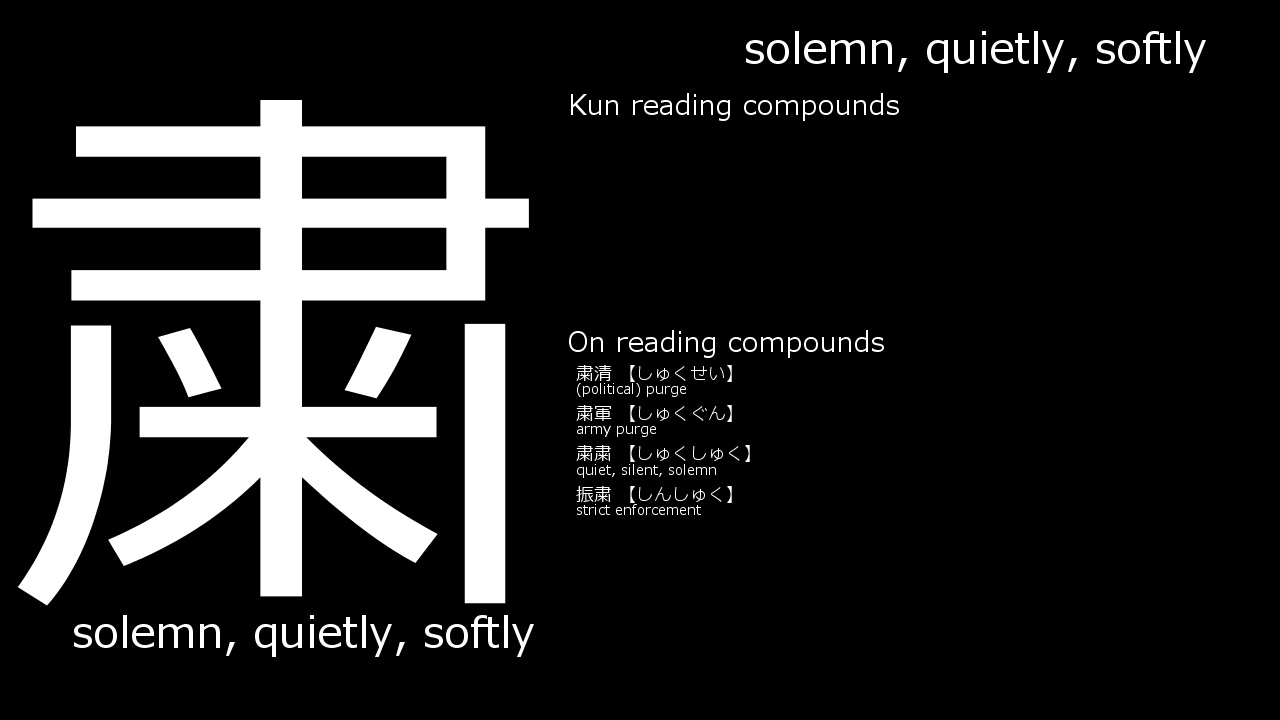 粛
solemn, quietly, softly
solemn, quietly, softly
Kun reading compounds
On reading compounds
粛清 【しゅくせい】
(political) purge
粛軍 【しゅくぐん】
army purge
粛粛 【しゅくしゅく】
quiet, silent, solemn
振粛 【しんしゅく】
strict enforcement